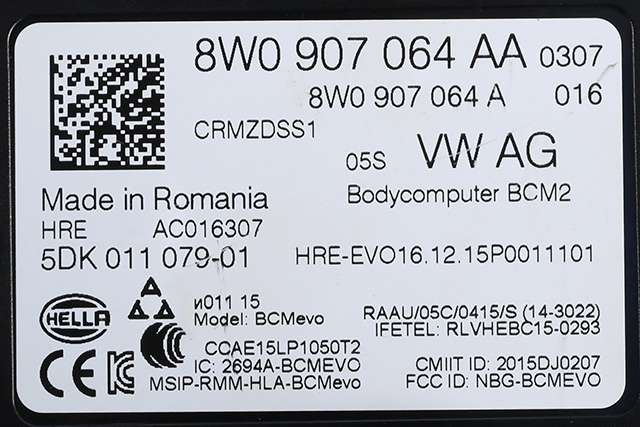 8W0 907 064 AA 0307
8W0 907 064 A 016
CRMZDSS1
05S VW AG
Bodycomputer BCM2
Made in Romania
HRE AC016307
5DK 011 079-01 HRE-EVO16.12.15P0011101
HELLA
и011 15
Model: BCMevo
RAAU/05C/0415/S (14-3022)
IFETEL: RLVHEBC15-0293
CE
CCAE15LP1050T2
IC: 2694A-BCMEVO
MSIP-RMM-HLA-BCMevo
CMIIT ID: 2015DJ0207
FCC ID: NBG-BCMEVO